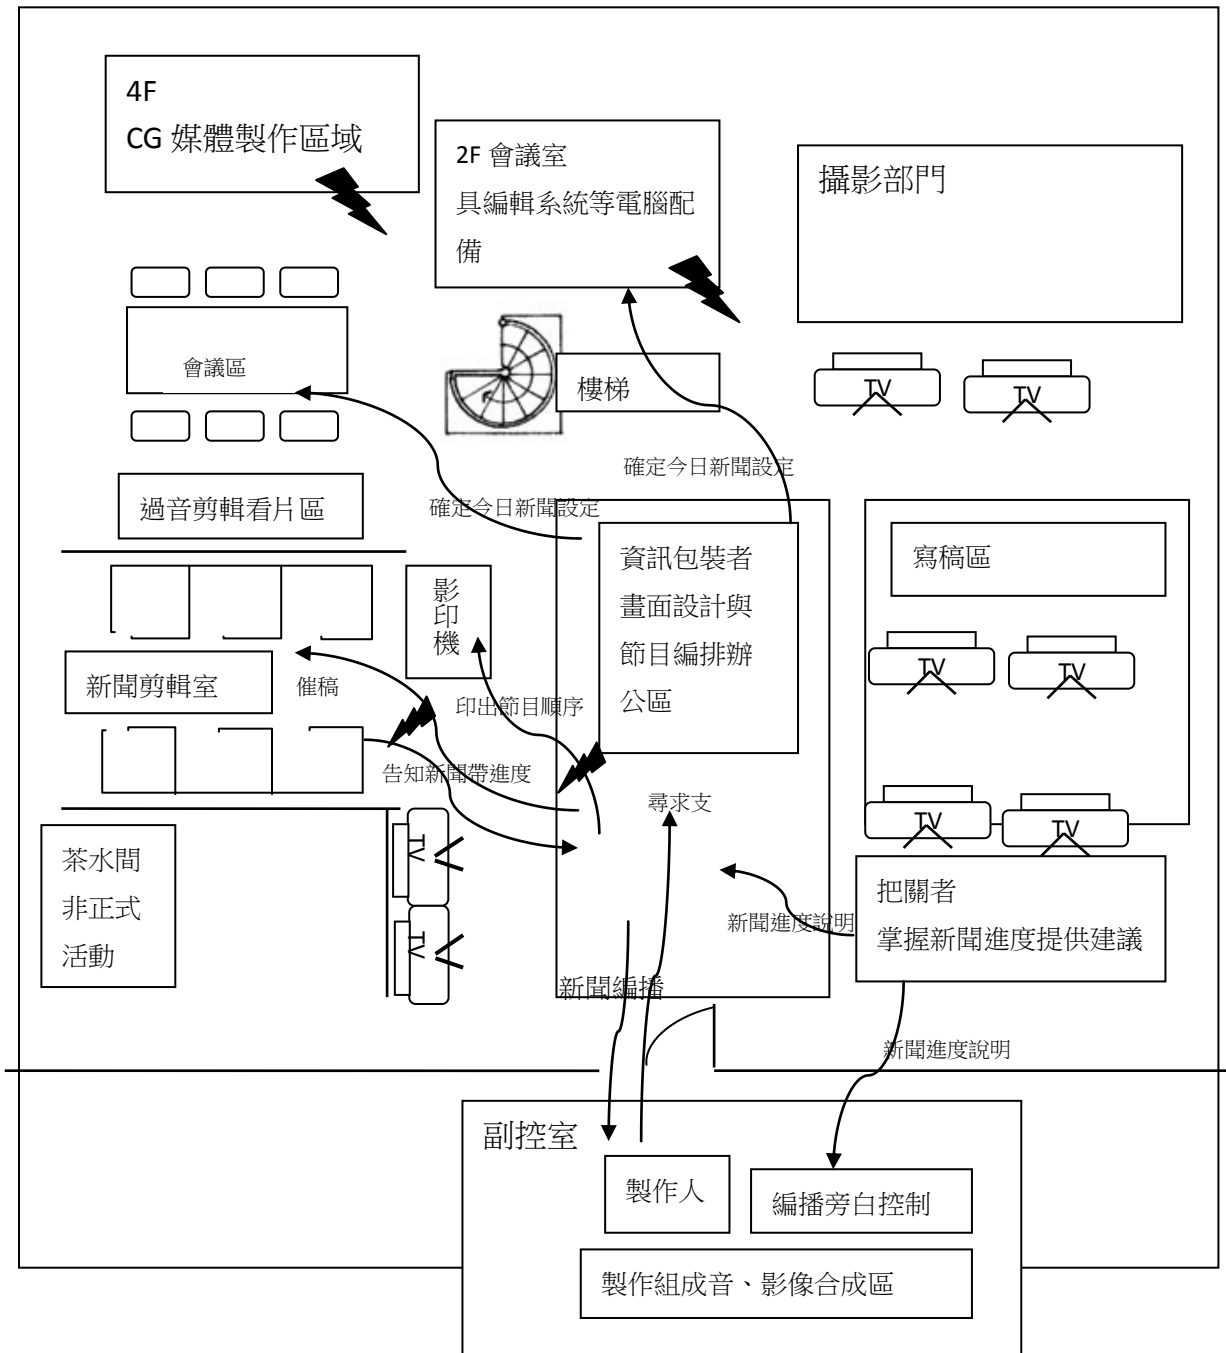 4F
CG 媒體製作區域
2F 會議室
具編輯系統等電腦配
備
攝影部門
會議區
樓梯
TV
TV
確定今日新聞設定
過音剪輯看片區
確定今日新聞設定
資訊包裝者
畫面設計與
節目編排辦
公區
寫稿區
影印機
TV
TV
新聞剪輯室
催稿
印出節目順序
告知新聞帶進度
尋求支
TV
TV
茶水間
非正式
活動
TV
TV
把關者
掌握新聞進度提供建議
新聞進度說明
新聞編播
新聞進度說明
副控室
製作人
編播旁白控制
製作組成音、影像合成區